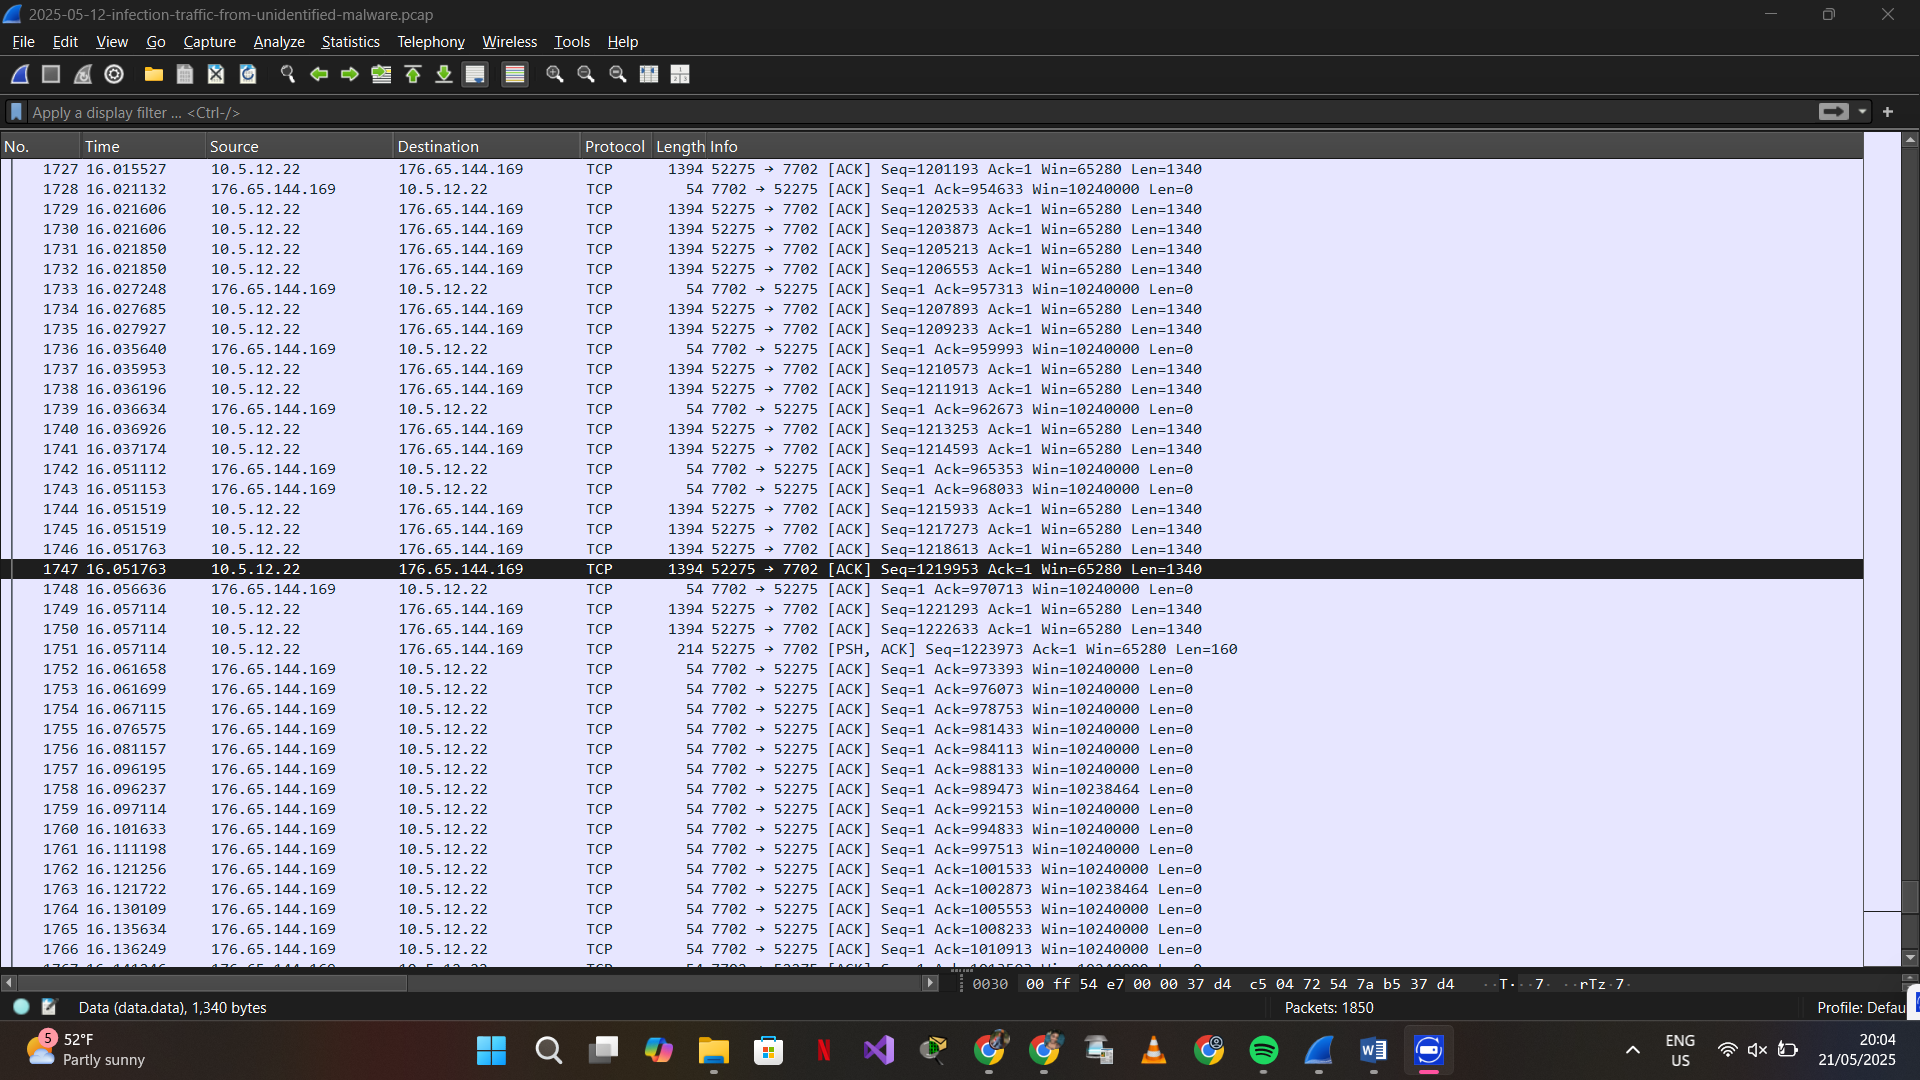 2025-05-12-infection-traffic-from-unidentified-malware.pcap
File Edit View Go Capture Analyze Statistics Telephony Wireless Tools Help
Apply a display filter ... <Ctrl-/>
No. Time Source Destination Protocol Length Info
1727 16.015527 10.5.12.22 176.65.144.169 TCP 1394 52275 → 7702 [ACK] Seq=1201193 Ack=1 Win=65280 Len=1340
1728 16.021132 176.65.144.169 10.5.12.22 TCP 54 7702 → 52275 [ACK] Seq=1 Ack=954633 Win=10240000 Len=0
1729 16.021606 10.5.12.22 176.65.144.169 TCP 1394 52275 → 7702 [ACK] Seq=1202533 Ack=1 Win=65280 Len=1340
1730 16.021606 10.5.12.22 176.65.144.169 TCP 1394 52275 → 7702 [ACK] Seq=1203873 Ack=1 Win=65280 Len=1340
1731 16.021850 10.5.12.22 176.65.144.169 TCP 1394 52275 → 7702 [ACK] Seq=1205213 Ack=1 Win=65280 Len=1340
1732 16.021850 10.5.12.22 176.65.144.169 TCP 1394 52275 → 7702 [ACK] Seq=1206553 Ack=1 Win=65280 Len=1340
1733 16.027248 176.65.144.169 10.5.12.22 TCP 54 7702 → 52275 [ACK] Seq=1 Ack=957313 Win=10240000 Len=0
1734 16.027685 10.5.12.22 176.65.144.169 TCP 1394 52275 → 7702 [ACK] Seq=1207893 Ack=1 Win=65280 Len=1340
1735 16.027927 10.5.12.22 176.65.144.169 TCP 1394 52275 → 7702 [ACK] Seq=1209233 Ack=1 Win=65280 Len=1340
1736 16.035640 176.65.144.169 10.5.12.22 TCP 54 7702 → 52275 [ACK] Seq=1 Ack=959993 Win=10240000 Len=0
1737 16.035953 10.5.12.22 176.65.144.169 TCP 1394 52275 → 7702 [ACK] Seq=1210573 Ack=1 Win=65280 Len=1340
1738 16.036196 10.5.12.22 176.65.144.169 TCP 1394 52275 → 7702 [ACK] Seq=1211913 Ack=1 Win=65280 Len=1340
1739 16.036634 176.65.144.169 10.5.12.22 TCP 54 7702 → 52275 [ACK] Seq=1 Ack=962673 Win=10240000 Len=0
1740 16.036926 10.5.12.22 176.65.144.169 TCP 1394 52275 → 7702 [ACK] Seq=1213253 Ack=1 Win=65280 Len=1340
1741 16.037174 10.5.12.22 176.65.144.169 TCP 1394 52275 → 7702 [ACK] Seq=1214593 Ack=1 Win=65280 Len=1340
1742 16.051112 176.65.144.169 10.5.12.22 TCP 54 7702 → 52275 [ACK] Seq=1 Ack=965353 Win=10240000 Len=0
1743 16.051153 176.65.144.169 10.5.12.22 TCP 54 7702 → 52275 [ACK] Seq=1 Ack=968033 Win=10240000 Len=0
1744 16.051519 10.5.12.22 176.65.144.169 TCP 1394 52275 → 7702 [ACK] Seq=1215933 Ack=1 Win=65280 Len=1340
1745 16.051519 10.5.12.22 176.65.144.169 TCP 1394 52275 → 7702 [ACK] Seq=1217273 Ack=1 Win=65280 Len=1340
1746 16.051763 10.5.12.22 176.65.144.169 TCP 1394 52275 → 7702 [ACK] Seq=1218613 Ack=1 Win=65280 Len=1340
1747 16.051763 10.5.12.22 176.65.144.169 TCP 1394 52275 → 7702 [ACK] Seq=1219953 Ack=1 Win=65280 Len=1340
1748 16.056636 176.65.144.169 10.5.12.22 TCP 54 7702 → 52275 [ACK] Seq=1 Ack=970713 Win=10240000 Len=0
1749 16.057114 10.5.12.22 176.65.144.169 TCP 1394 52275 → 7702 [ACK] Seq=1221293 Ack=1 Win=65280 Len=1340
1750 16.057114 10.5.12.22 176.65.144.169 TCP 1394 52275 → 7702 [ACK] Seq=1222633 Ack=1 Win=65280 Len=1340
1751 16.057114 10.5.12.22 176.65.144.169 TCP 214 52275 → 7702 [PSH, ACK] Seq=1223973 Ack=1 Win=65280 Len=160
1752 16.061658 176.65.144.169 10.5.12.22 TCP 54 7702 → 52275 [ACK] Seq=1 Ack=973393 Win=10240000 Len=0
1753 16.061699 176.65.144.169 10.5.12.22 TCP 54 7702 → 52275 [ACK] Seq=1 Ack=976073 Win=10240000 Len=0
1754 16.067115 176.65.144.169 10.5.12.22 TCP 54 7702 → 52275 [ACK] Seq=1 Ack=978753 Win=10240000 Len=0
1755 16.076575 176.65.144.169 10.5.12.22 TCP 54 7702 → 52275 [ACK] Seq=1 Ack=981433 Win=10240000 Len=0
1756 16.081157 176.65.144.169 10.5.12.22 TCP 54 7702 → 52275 [ACK] Seq=1 Ack=984113 Win=10240000 Len=0
1757 16.096195 176.65.144.169 10.5.12.22 TCP 54 7702 → 52275 [ACK] Seq=1 Ack=988133 Win=10240000 Len=0
1758 16.096237 176.65.144.169 10.5.12.22 TCP 54 7702 → 52275 [ACK] Seq=1 Ack=989473 Win=10238464 Len=0
1759 16.097114 176.65.144.169 10.5.12.22 TCP 54 7702 → 52275 [ACK] Seq=1 Ack=992153 Win=10240000 Len=0
1760 16.101633 176.65.144.169 10.5.12.22 TCP 54 7702 → 52275 [ACK] Seq=1 Ack=994833 Win=10240000 Len=0
1761 16.111198 176.65.144.169 10.5.12.22 TCP 54 7702 → 52275 [ACK] Seq=1 Ack=997513 Win=10240000 Len=0
1762 16.121256 176.65.144.169 10.5.12.22 TCP 54 7702 → 52275 [ACK] Seq=1 Ack=1001533 Win=10240000 Len=0
1763 16.121722 176.65.144.169 10.5.12.22 TCP 54 7702 → 52275 [ACK] Seq=1 Ack=1002873 Win=10238464 Len=0
1764 16.130109 176.65.144.169 10.5.12.22 TCP 54 7702 → 52275 [ACK] Seq=1 Ack=1005553 Win=10240000 Len=0
1765 16.135634 176.65.144.169 10.5.12.22 TCP 54 7702 → 52275 [ACK] Seq=1 Ack=1008233 Win=10240000 Len=0
1766 16.136249 176.65.144.169 10.5.12.22 TCP 54 7702 → 52275 [ACK] Seq=1 Ack=1010913 Win=10240000 Len=0
0030 00 ff 54 e7 00 00 37 d4 c5 04 72 54 7a b5 37 d4 ··T···7· ··rTz·7·
Data (data.data), 1,340 bytes
Packets: 1850
Profile: Defau
5
52°F
Partly sunny
ENG
US
20:04
21/05/2025